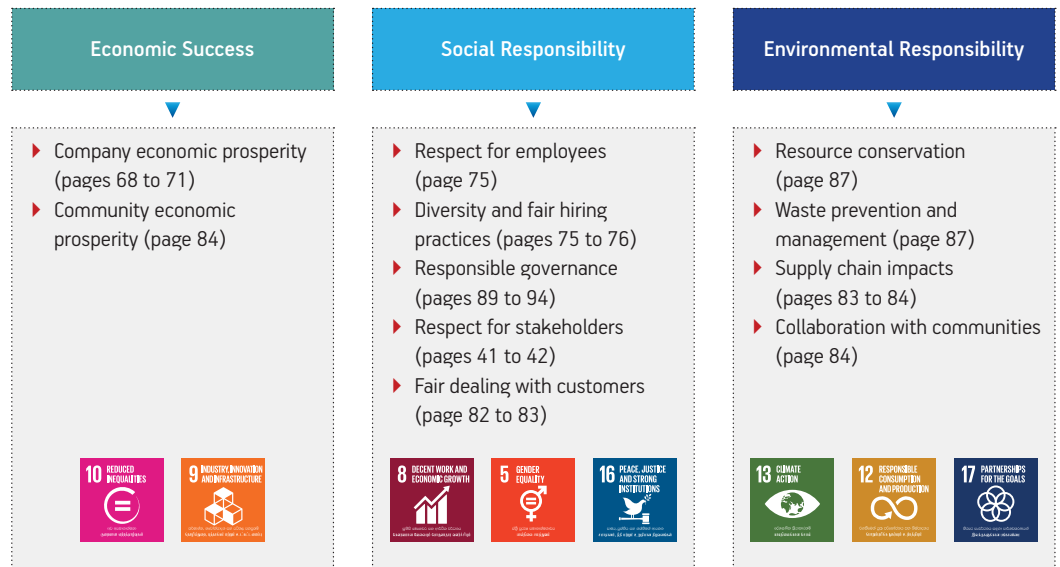 Economic Success
Company economic prosperity
(pages 68 to 71)
Community economic
prosperity (page 84)
10 REDUCED
INEQUALITIES
9 INDUSTRY, INNOVATION
AND INFRASTRUCTURE
Social Responsibility
Respect for employees
(page 75)
Diversity and fair hiring
practices (pages 75 to 76)
Responsible governance
(pages 89 to 94)
Respect for stakeholders
(pages 41 to 42)
Fair dealing with customers
(page 82 to 83)
8 DECENT WORK AND
ECONOMIC GROWTH
5 GENDER
EQUALITY
16 PEACE, JUSTICE
AND STRONG
INSTITUTIONS
Environmental Responsibility
Resource conservation
(page 87)
Waste prevention and
management (page 87)
Supply chain impacts
(pages 83 to 84)
Collaboration with communities
(page 84)
13 CLIMATE
ACTION
12 RESPONSIBLE
CONSUMPTION
AND PRODUCTION
17 PARTNERSHIPS
FOR THE GOALS